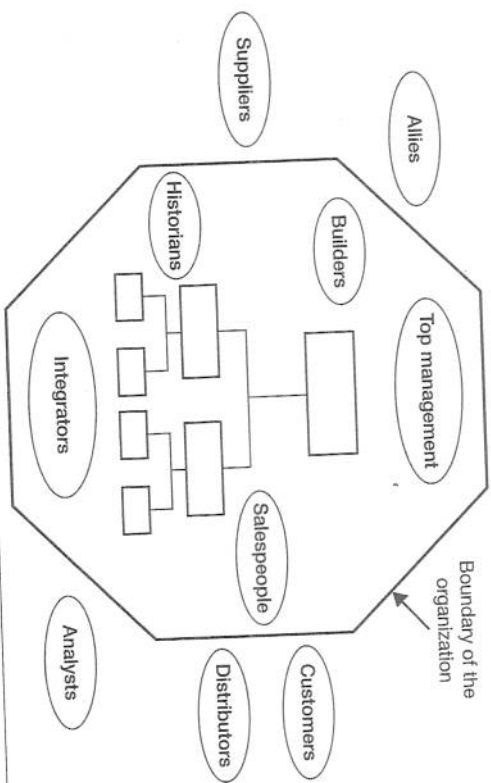 Boundary of the
organization
Allies
Top management
Customers
Suppliers
Builders
Distributors
Historians
Salespeople
Integrators
Analysts